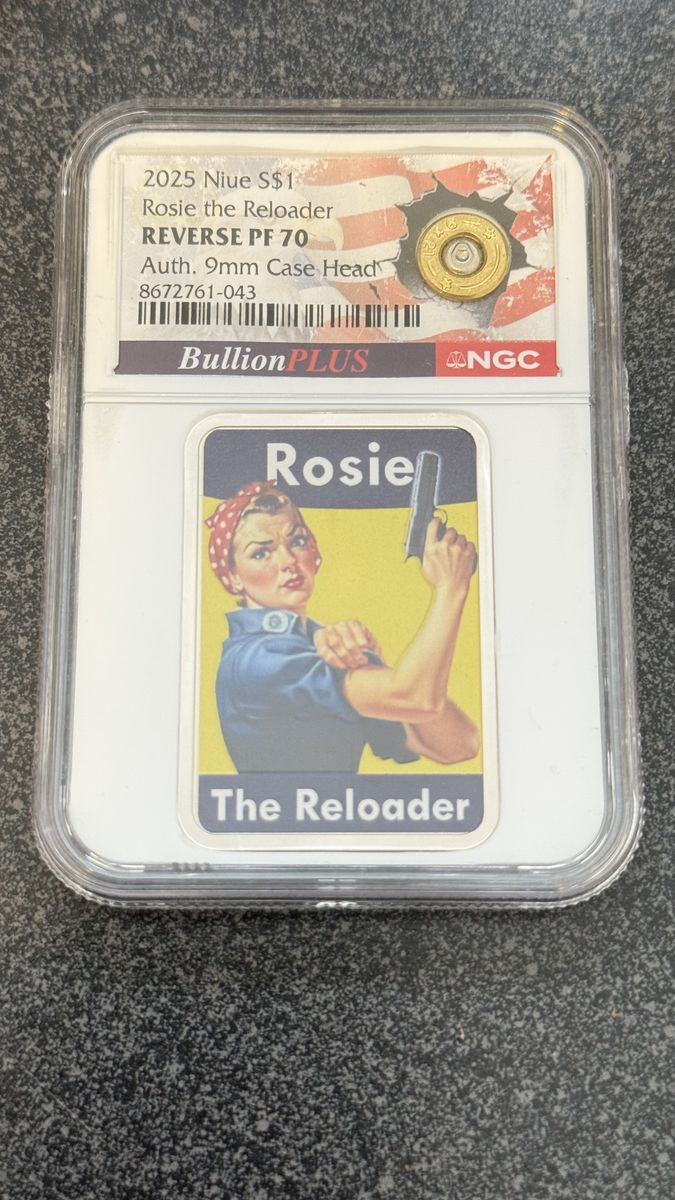 2025 Niue S$1
Rosie the Reloader
REVERSE PF 70
Auth. 9mm Case Head
8672761-043
BullionPLUS NGC
Rosie
The Reloader